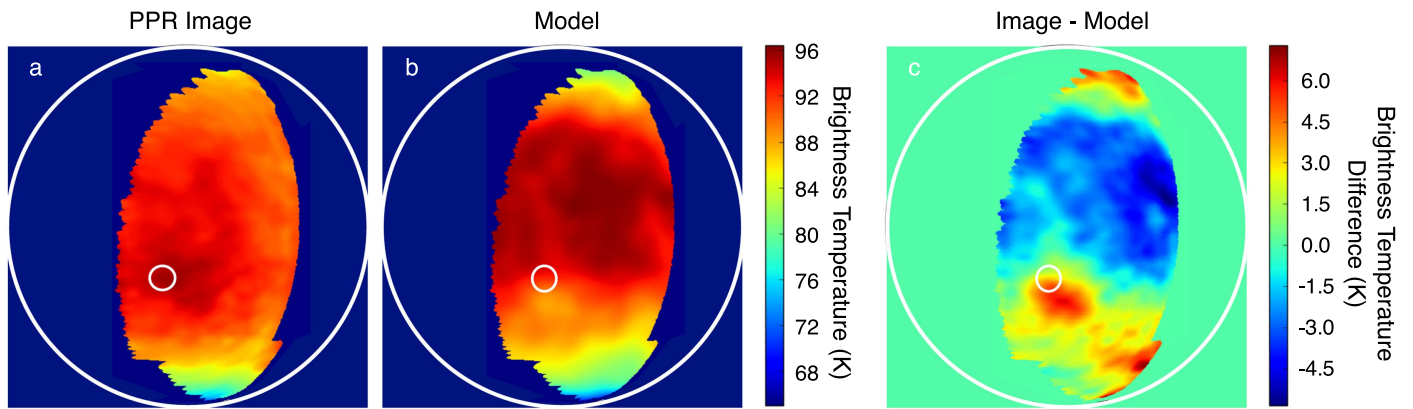 PPR Image
Model
Image - Model
a
b
c
96
92
88
84
80
76
72
68
Brightness Temperature (K)
6.0
4.5
3.0
1.5
0.0
-1.5
-3.0
-4.5
Brightness Temperature
Difference (K)